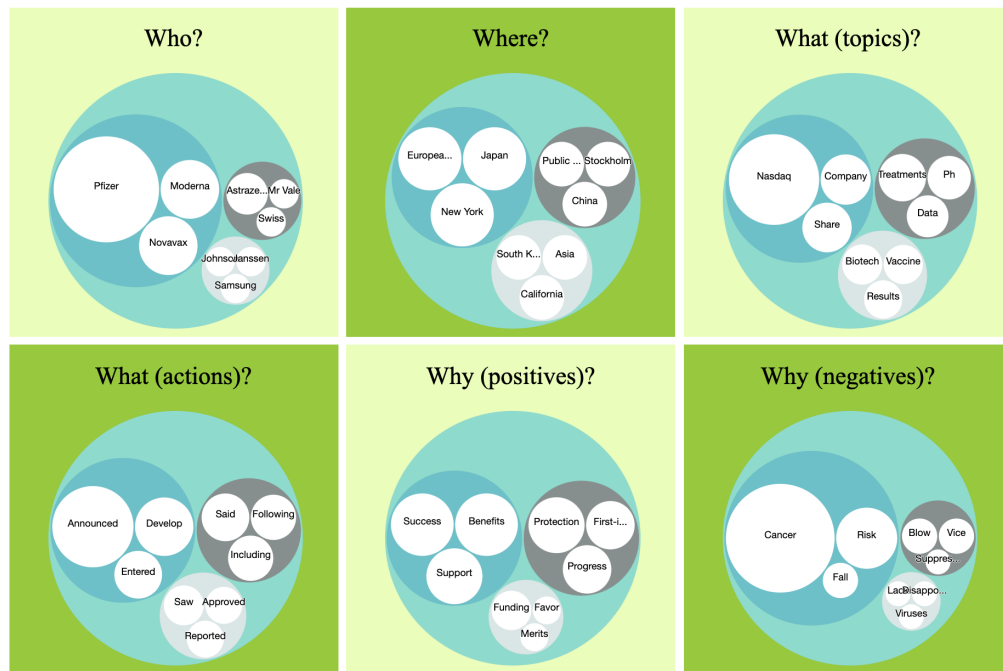 Who?
Pfizer
Moderna
Novavax
Astraze...
Mr Vale
Swiss
Johnso
Janssen
Samsung
Where?
Europea...
Japan
New York
Public ...
Stockholm
China
South K...
Asia
California
What (topics)?
Nasdaq
Company
Share
Treatments
Ph
Data
Biotech
Vaccine
Results
What (actions)?
Announced
Develop
Entered
Said
Following
Including
Saw
Approved
Reported
Why (positives)?
Success
Benefits
Support
Protection
First-i...
Progress
Funding
Favor
Merits
Why (negatives)?
Cancer
Risk
Fall
Blow
Vice
Suppres...
Lack
Disappo...
Viruses